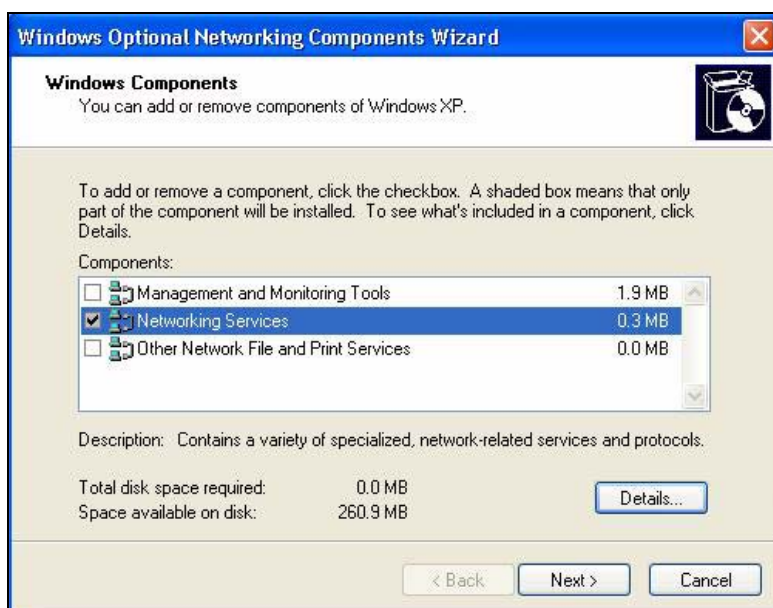 Windows Optional Networking Components Wizard
Windows Components
You can add or remove components of Windows XP.
To add or remove a component, click the checkbox. A shaded box means that only
part of the component will be installed. To see what's included in a component, click
Details.
Components:
Management and Monitoring Tools 1.9 MB
Networking Services 0.3 MB
Other Network File and Print Services 0.0 MB
Description: Contains a variety of specialized, network-related services and protocols.
Total disk space required: 0.0 MB
Space available on disk: 260.9 MB
Details...
< Back Next > Cancel